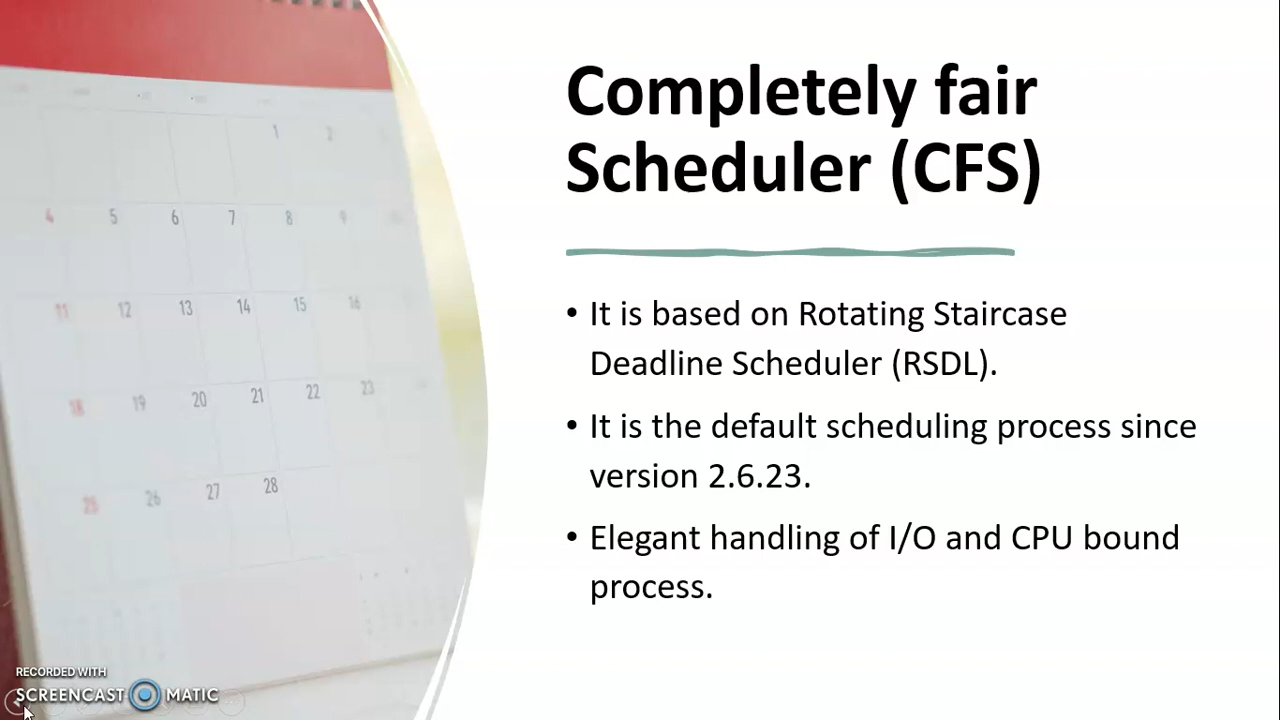 Completely fair
Scheduler (CFS)
• It is based on Rotating Staircase
Deadline Scheduler (RSDL).
• It is the default scheduling process since
version 2.6.23.
• Elegant handling of I/O and CPU bound
process.
1 2
4 5 6 7 8 9
11 12 13 14 15 16
18 19 20 21 22 23
25 26 27 28
RECORDED WITH
SCREENCAST MATIC